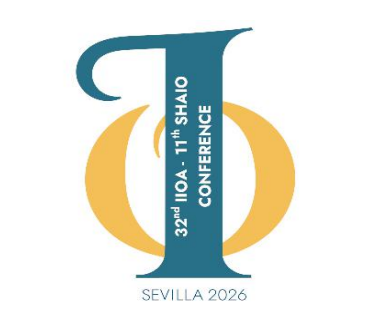 32nd IIOA - 11th SHAIO
CONFERENCE
SEVILLA 2026